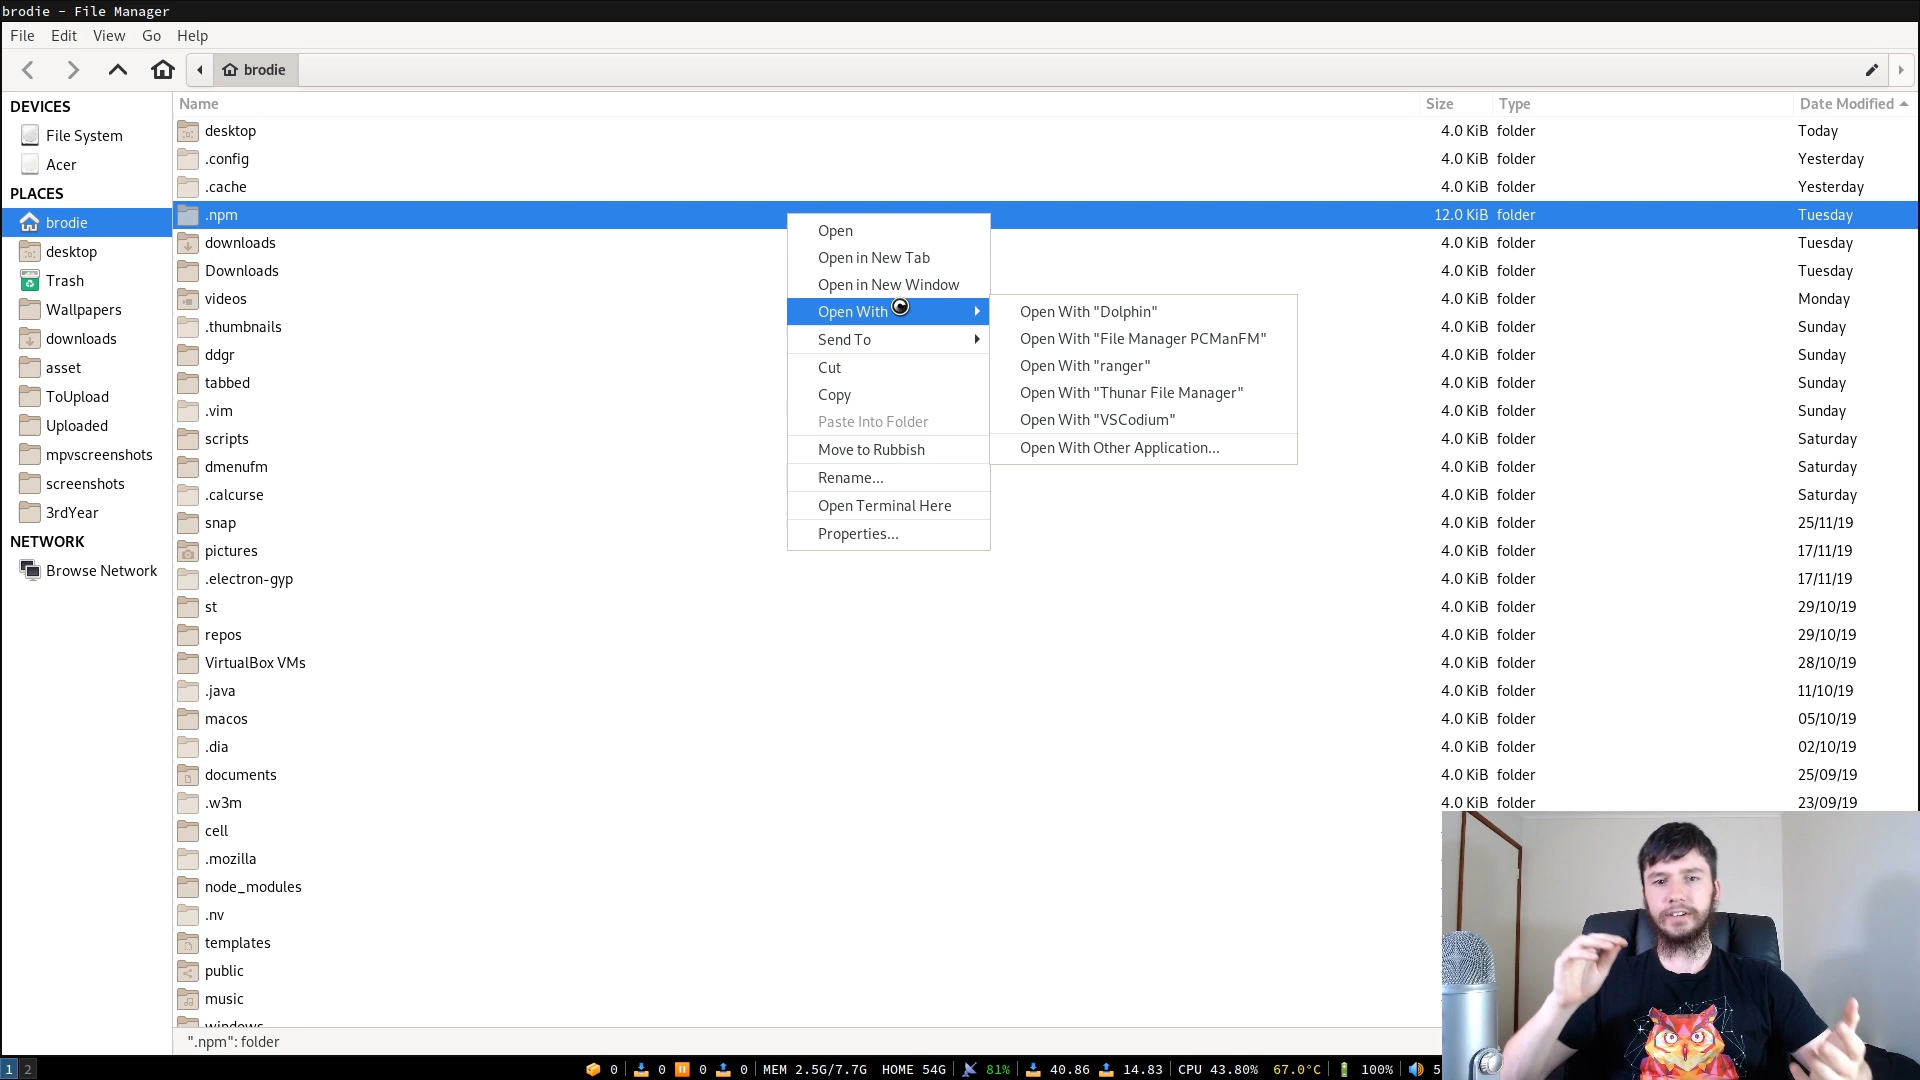 brodie - File Manager
File Edit View Go Help
brodie
DEVICES
File System
Acer
PLACES
brodie
desktop
Trash
Wallpapers
downloads
asset
ToUpload
Uploaded
mpvscreenshots
screenshots
3rdYear
NETWORK
Browse Network
Name Size Type Date Modified
desktop 4.0 KiB folder Today
.config 4.0 KiB folder Yesterday
.cache 4.0 KiB folder Yesterday
.npm 12.0 KiB folder Tuesday
downloads 4.0 KiB folder Tuesday
Downloads 4.0 KiB folder Tuesday
videos 4.0 KiB folder Monday
.thumbnails 4.0 KiB folder Sunday
ddgr 4.0 KiB folder Sunday
tabbed 4.0 KiB folder Sunday
.vim 4.0 KiB folder Sunday
scripts 4.0 KiB folder Saturday
dmenufm 4.0 KiB folder Saturday
.calcurse 4.0 KiB folder Saturday
snap 4.0 KiB folder 25/11/19
pictures 4.0 KiB folder 17/11/19
.electron-gyp 4.0 KiB folder 17/11/19
st 4.0 KiB folder 29/10/19
repos 4.0 KiB folder 29/10/19
VirtualBox VMs 4.0 KiB folder 28/10/19
.java 4.0 KiB folder 11/10/19
macos 4.0 KiB folder 05/10/19
.dia 4.0 KiB folder 02/10/19
documents 4.0 KiB folder 25/09/19
.w3m 4.0 KiB folder 23/09/19
cell
.mozilla
node_modules
.nv
templates
public
music
windows
Open
Open in New Tab
Open in New Window
Open With
Send To
Cut
Copy
Paste Into Folder
Move to Rubbish
Rename...
Open Terminal Here
Properties...
Open With "Dolphin"
Open With "File Manager PCManFM"
Open With "ranger"
Open With "Thunar File Manager"
Open With "VSCodium"
Open With Other Application...
".npm": folder
1 2 0 0 0 0 MEM 2.5G/7.7G HOME 54G 81% 40.86 14.83 CPU 43.80% 67.0°C 100% 5